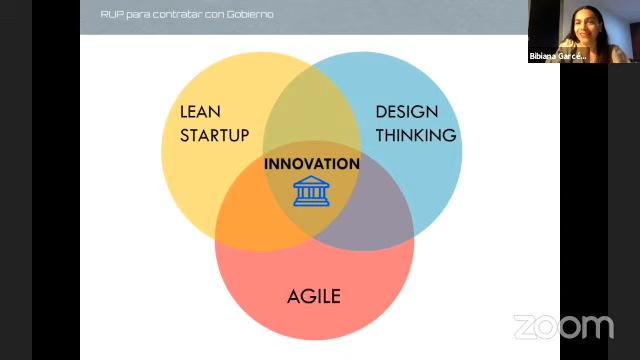 RUP para contratar con Gobierno
Bibiana Garcé...
LEAN
STARTUP
DESIGN
THINKING
INNOVATION
AGILE
zoom